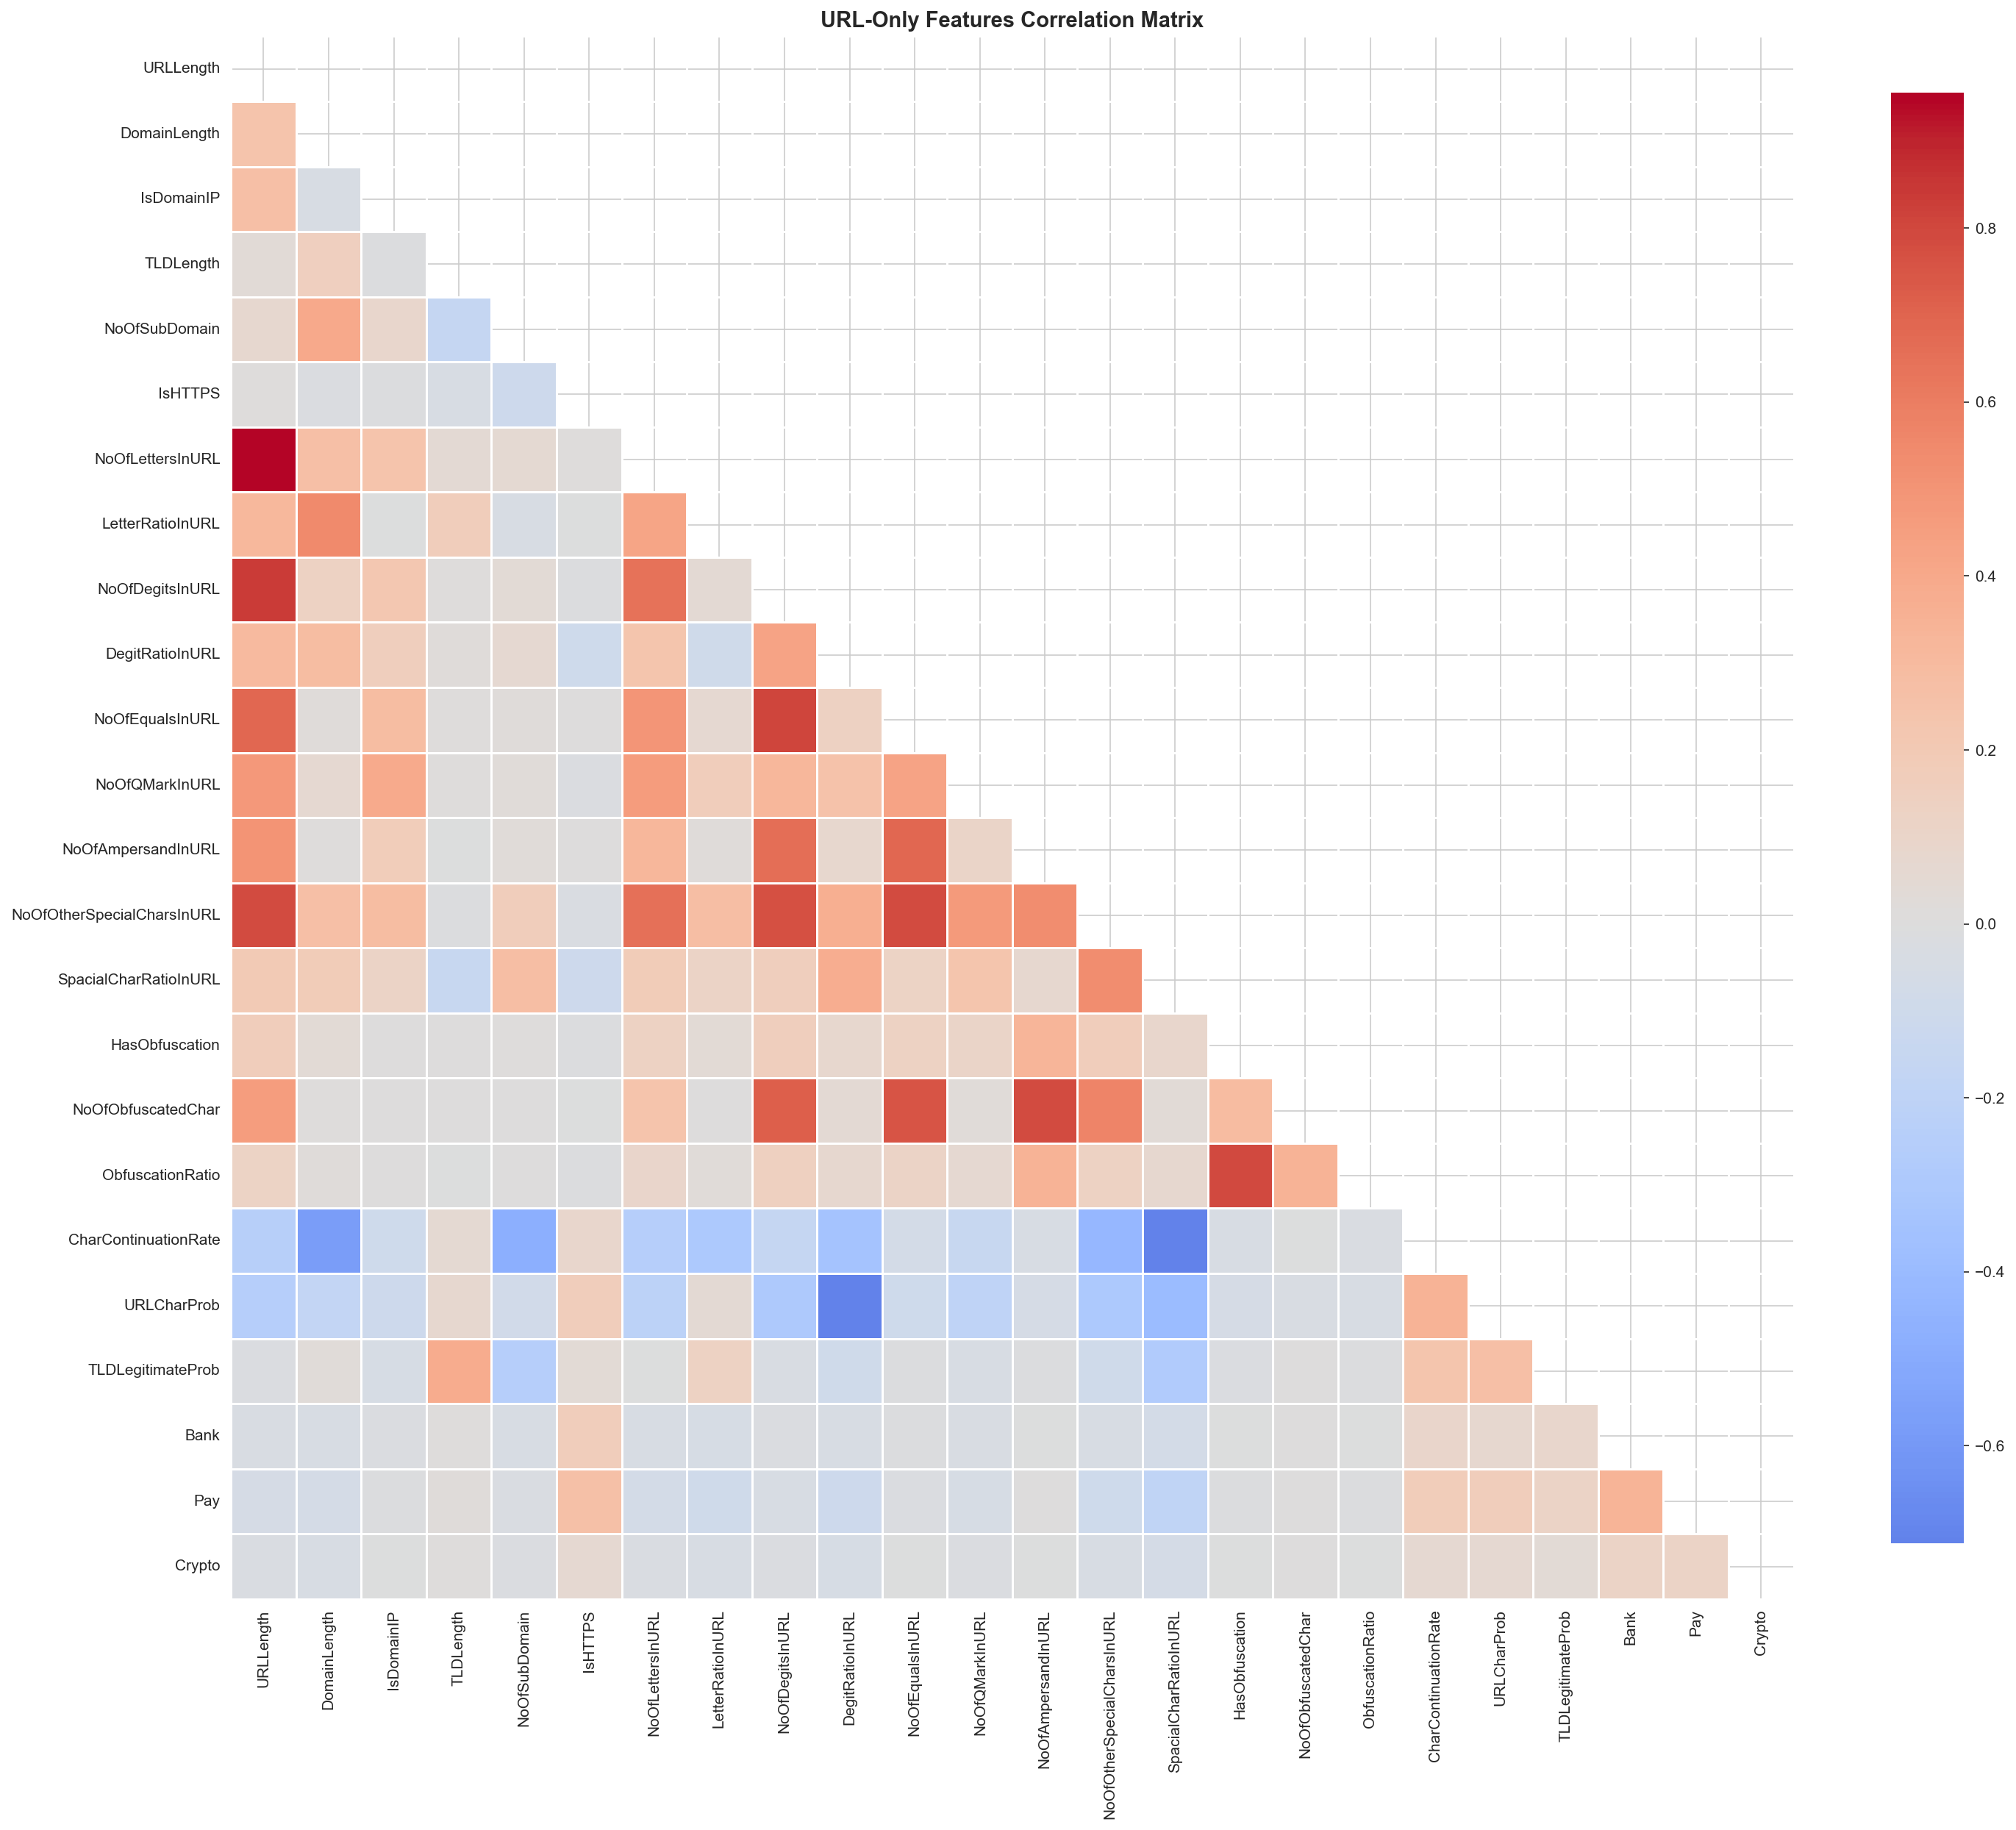 URL-Only Features Correlation Matrix
URLLength
DomainLength
IsDomainIP
TLDLength
NoOfSubDomain
IsHTTPS
NoOfLettersInURL
LetterRatioInURL
NoOfDegitsInURL
DegitRatioInURL
NoOfEqualsInURL
NoOfQMarkInURL
NoOfAmpersandInURL
NoOfOtherSpecialCharsInURL
SpacialCharRatioInURL
HasObfuscation
NoOfObfuscatedChar
ObfuscationRatio
CharContinuationRate
URLCharProb
TLDLegitimateProb
Bank
Pay
Crypto
URLLength
DomainLength
IsDomainIP
TLDLength
NoOfSubDomain
IsHTTPS
NoOfLettersInURL
LetterRatioInURL
NoOfDegitsInURL
DegitRatioInURL
NoOfEqualsInURL
NoOfQMarkInURL
NoOfAmpersandInURL
NoOfOtherSpecialCharsInURL
SpacialCharRatioInURL
HasObfuscation
NoOfObfuscatedChar
ObfuscationRatio
CharContinuationRate
URLCharProb
TLDLegitimateProb
Bank
Pay
Crypto
0.8
0.6
0.4
0.2
0.0
−0.2
−0.4
−0.6